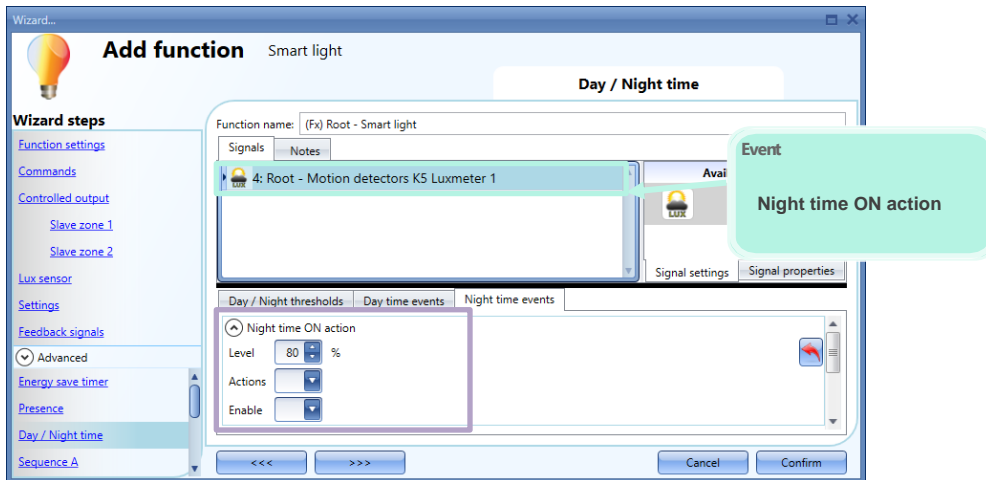 Wizard...
Add function Smart light
Day / Night time
Wizard steps
Function settings
Commands
Controlled output
Slave zone 1
Slave zone 2
Lux sensor
Settings
Feedback signals
Advanced
Energy save timer
Presence
Day / Night time
Sequence A
Function name: (Fx) Root - Smart light
Signals Notes
LUX 4: Root - Motion detectors K5 Luxmeter 1
Avai
LUX
Signal settings Signal properties
Event
Night time ON action
Day / Night thresholds Day time events Night time events
Night time ON action
Level 80 %
Actions
Enable
<<< >>> Cancel Confirm